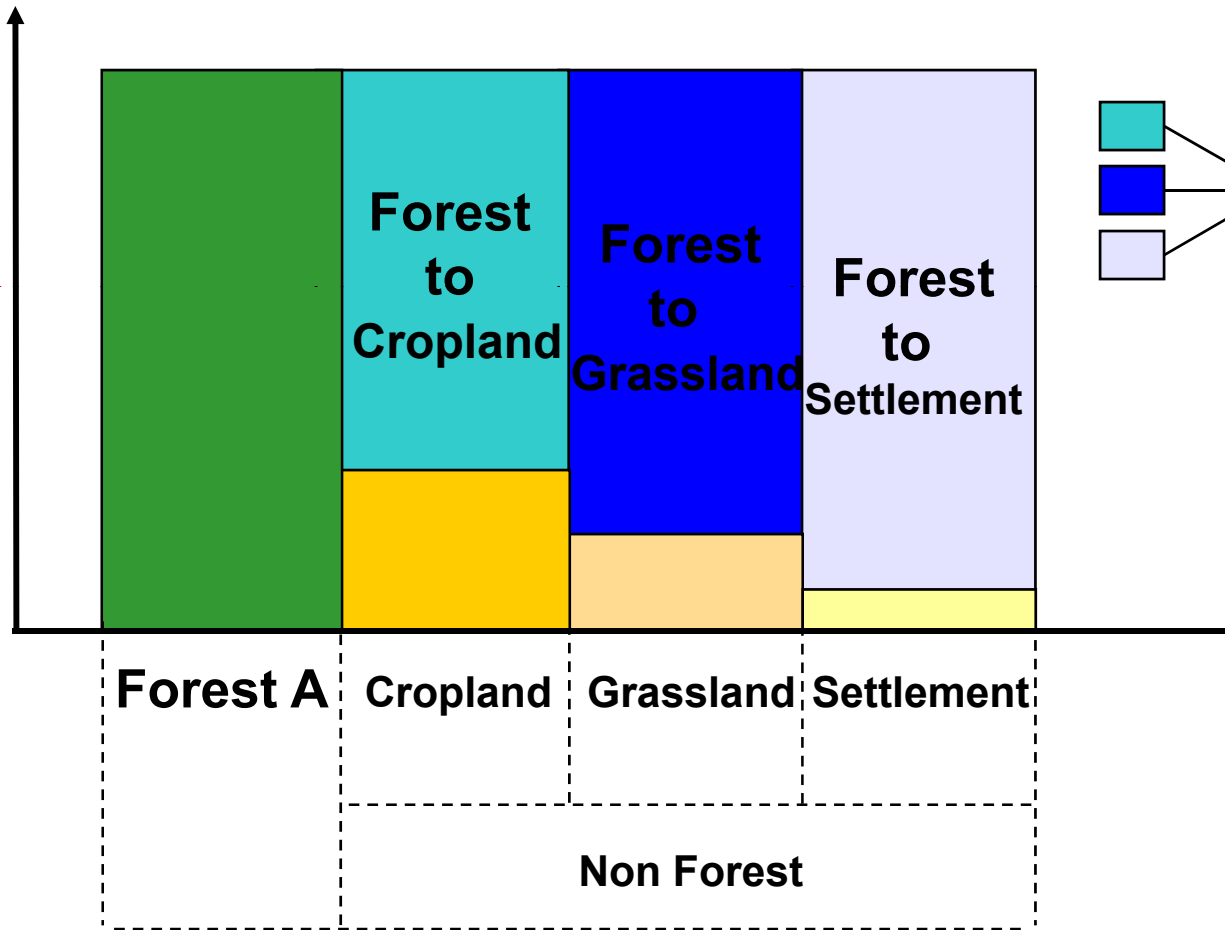 Forest
to
Cropland
Forest
to
Grassland
Forest
to
Settlement
Forest A
Cropland
Grassland
Settlement
Non Forest